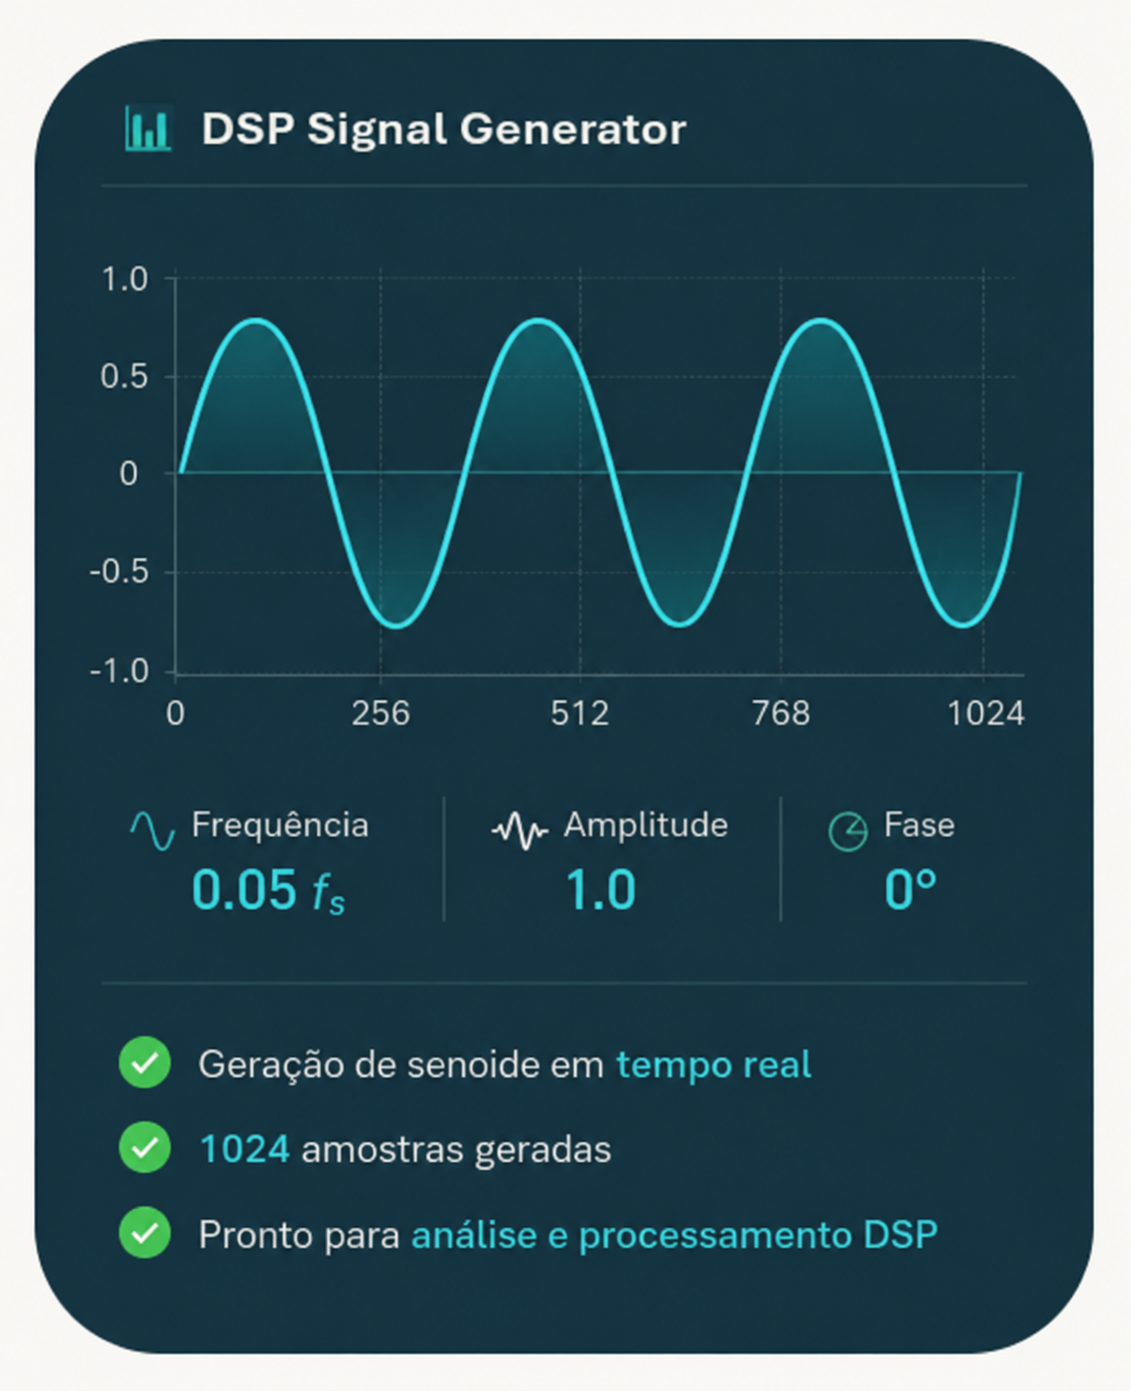 DSP Signal Generator
1.0
0.5
0
-0.5
-1.0
0 256 512 768 1024
Frequência Amplitude Fase
0.05 fs 1.0 0°
Geração de senoide em tempo real
1024 amostras geradas
Pronto para análise e processamento DSP